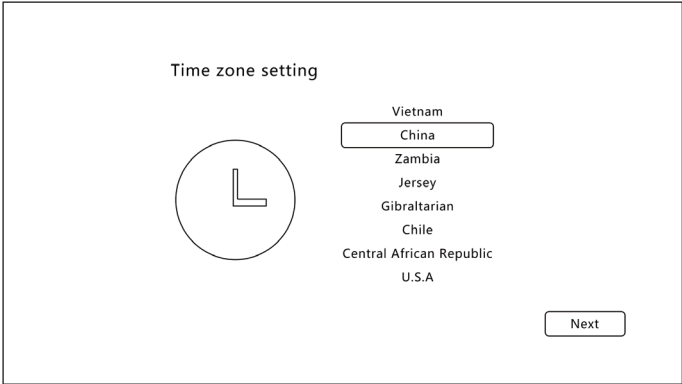 Time zone setting
Vietnam
China
Zambia
Jersey
Gibraltarian
Chile
Central African Republic
U.S.A
Next